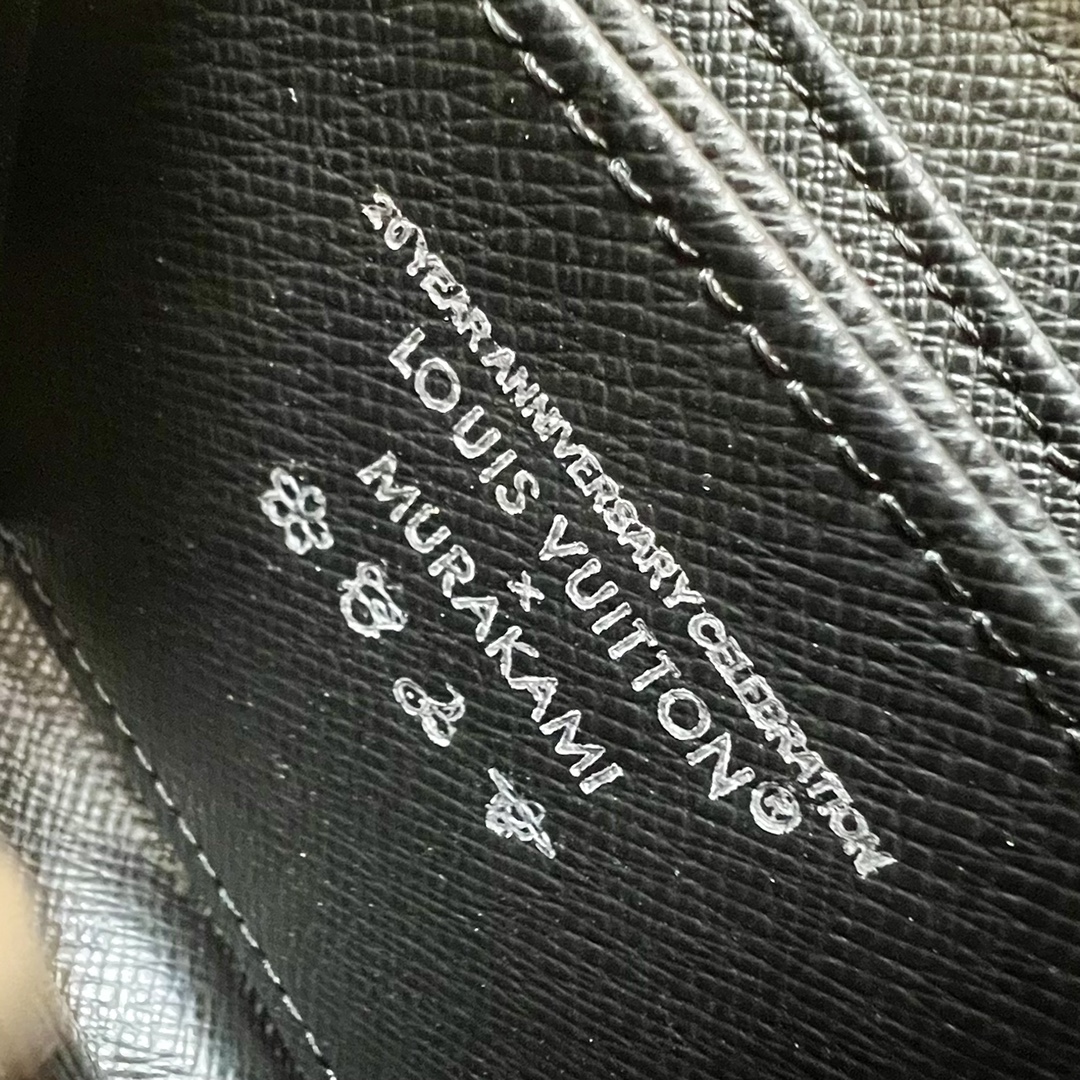 20 YEAR ANNIVERSARY CELEBRATION
LOUIS VUITTON®
×
MURAKAMI